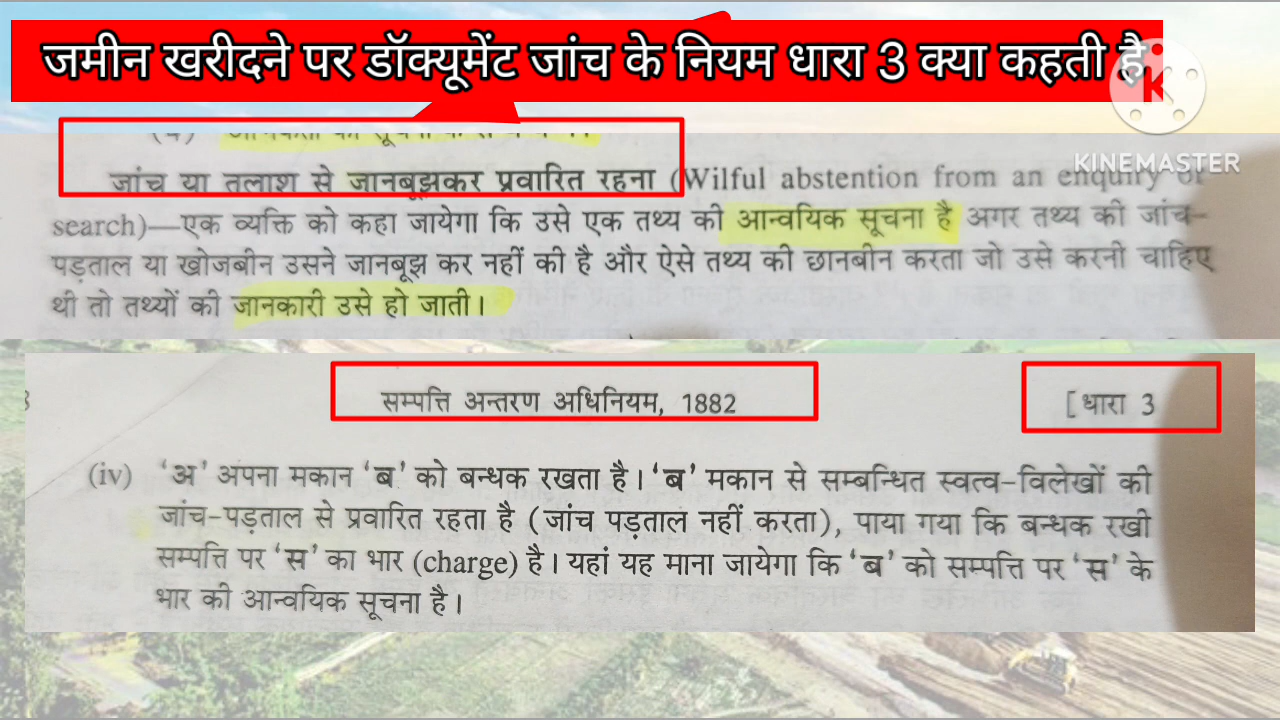 जमीन खरीदने पर डॉक्यूमेंट जांच के नियम धारा 3 क्या कहती है
K
KINEMASTER
जांच या तलाश से जानबूझकर प्रवारित रहना (Wilful abstention from an enquiry or
search)—एक व्यक्ति को कहा जायेगा कि उसे एक तथ्य की आन्वयिक सूचना है अगर तथ्य की जांच-
पड़ताल या खोजबीन उसने जानबूझ कर नहीं की है और ऐसे तथ्य की छानबीन करता जो उसे करनी चाहिए
थी तो तथ्यों की जानकारी उसे हो जाती।
सम्पत्ति अन्तरण अधिनियम, 1882 [धारा 3
(iv) ‘अ’ अपना मकान ‘ब’ को बन्धक रखता है। ‘ब’ मकान से सम्बन्धित स्वत्व-विलेखों की
जांच-पड़ताल से प्रवारित रहता है (जांच पड़ताल नहीं करता), पाया गया कि बन्धक रखी
सम्पत्ति पर ‘स’ का भार (charge) है। यहां यह माना जायेगा कि ‘ब’ को सम्पत्ति पर ‘स’ के
भार की आन्वयिक सूचना है।